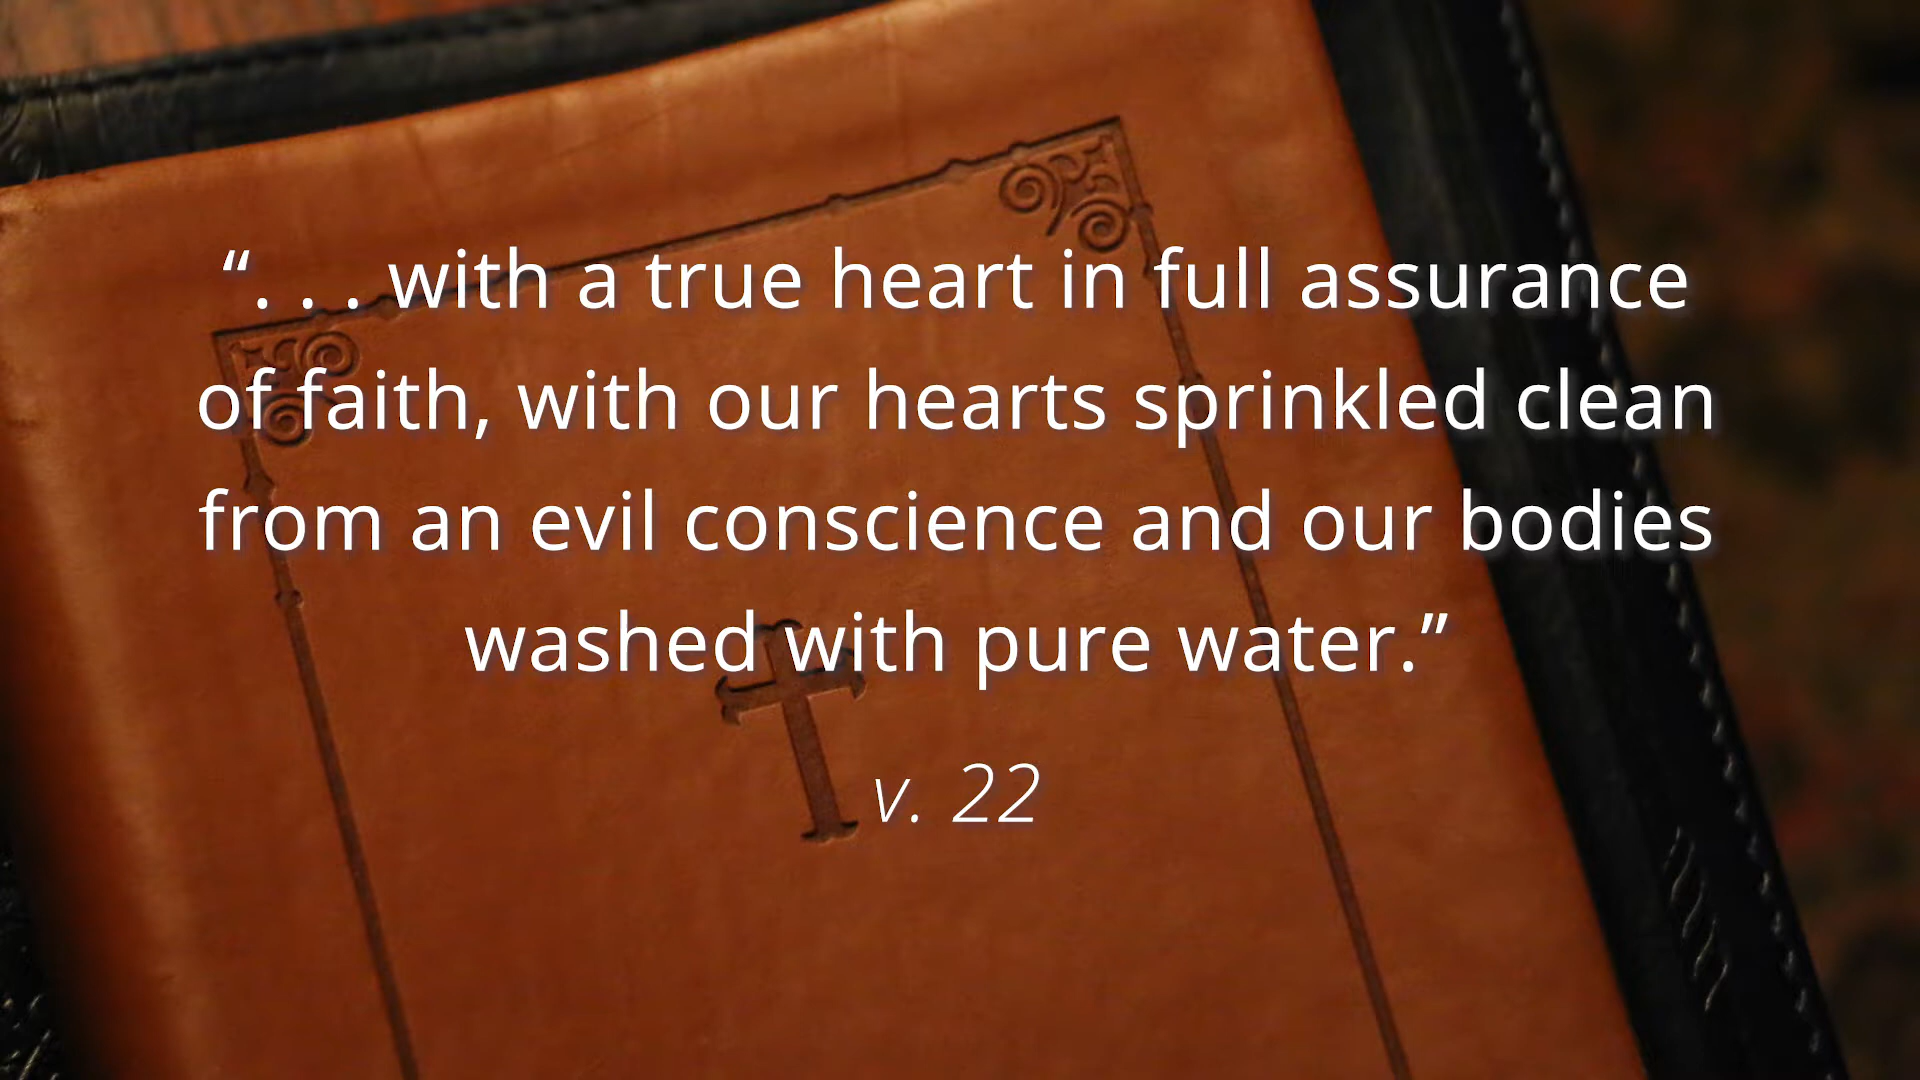 “. . . with a true heart in full assurance
of faith, with our hearts sprinkled clean
from an evil conscience and our bodies
washed with pure water.”
v. 22